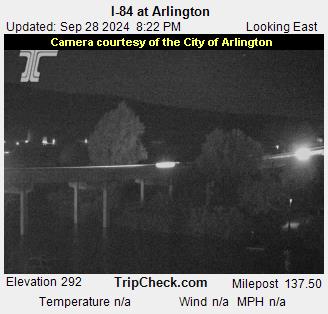 I-84 at Arlington
Updated: Sep 28 2024 8:22 PM Looking East
Camera courtesy of the City of Arlington
Elevation 292 TripCheck.com Milepost 137.50
Temperature n/a Wind n/a MPH n/a